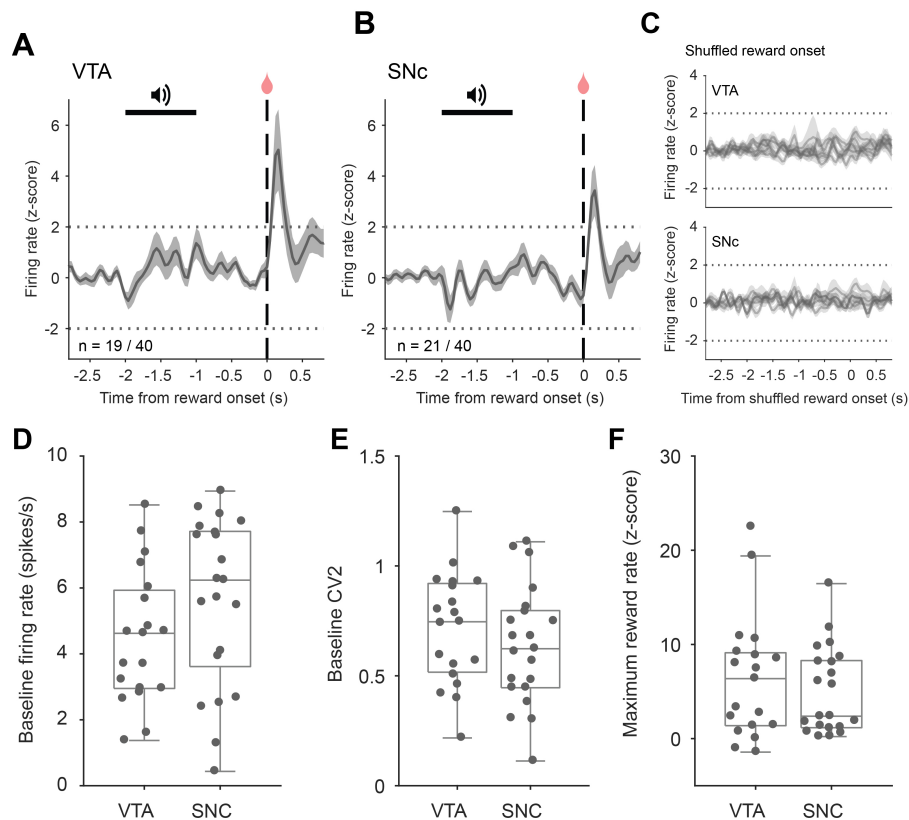 A
VTA
Firing rate (z-score)
6
4
2
0
-2
n = 19 / 40
-2.5 -2 -1.5 -1 -0.5 0 0.5
Time from reward onset (s)
B
SNc
Firing rate (z-score)
6
4
2
0
-2
n = 21 / 40
-2.5 -2 -1.5 -1 -0.5 0 0.5
Time from reward onset (s)
C
Shuffled reward onset
VTA
Firing rate (z-score)
4
2
0
-2
SNc
Firing rate (z-score)
4
2
0
-2
-2.5 -2 -1.5 -1 -0.5 0 0.5
Time from shuffled reward onset (s)
D
Baseline firing rate (spikes/s)
10
8
6
4
2
0
VTA SNC
E
Baseline CV2
1.5
1
0.5
0
VTA SNC
F
Maximum reward rate (z-score)
30
20
10
0
VTA SNC